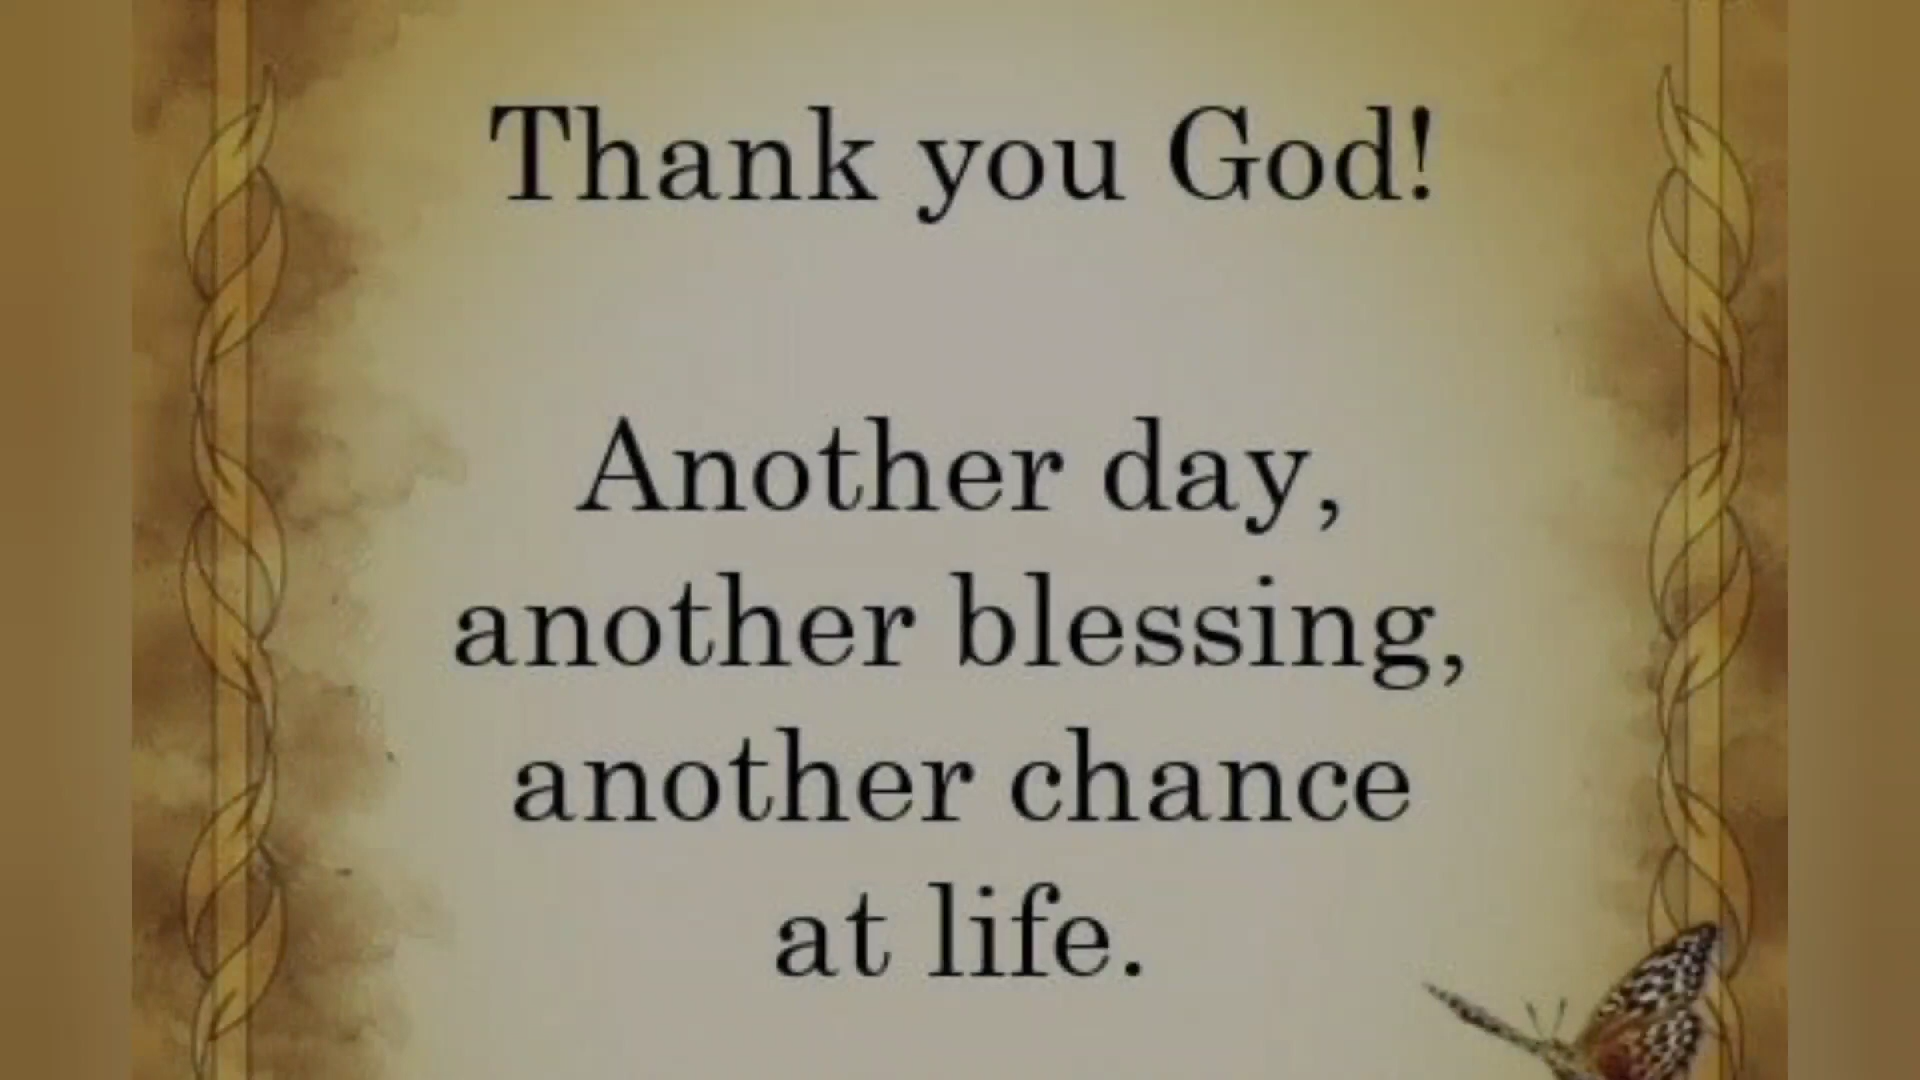 Thank you God!
Another day,
another blessing,
another chance
at life.